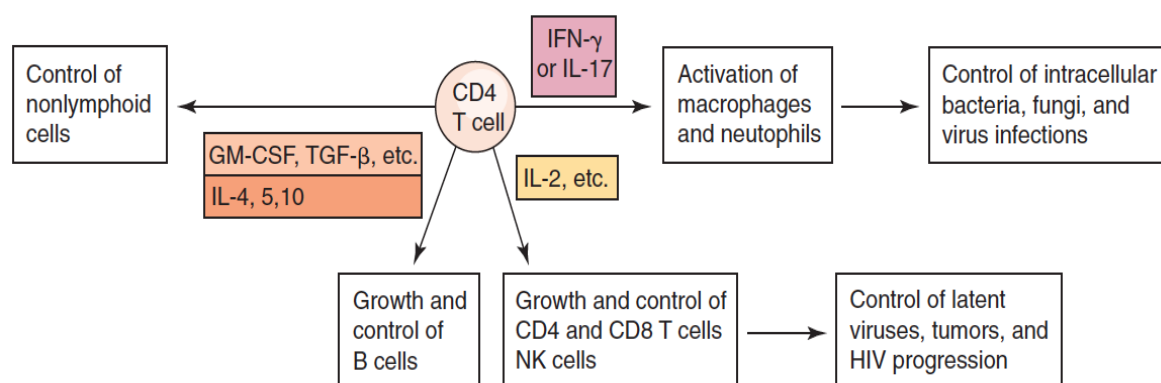 Control of
nonlymphoid
cells
CD4
T cell
IFN-γ
or IL-17
Activation of
macrophages
and neutophils
Control of intracellular
bacteria, fungi, and
virus infections
GM-CSF, TGF-β, etc.
IL-4, 5,10
IL-2, etc.
Growth and
control of
B cells
Growth and control of
CD4 and CD8 T cells
NK cells
Control of latent
viruses, tumors, and
HIV progression